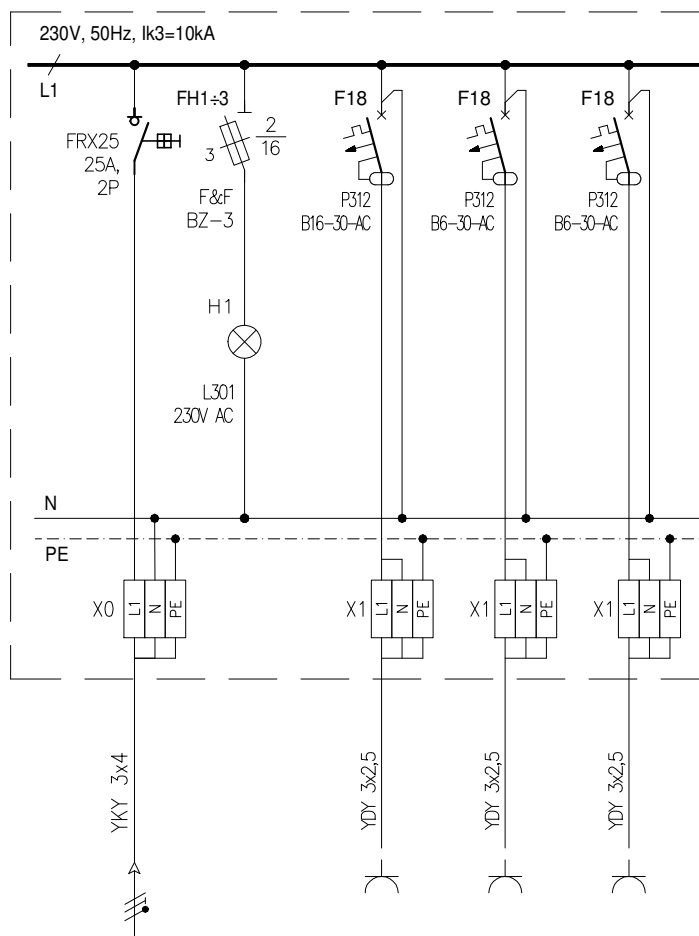 230V, 50Hz, Ik3=10kA
L1
FRX25
25A,
2P
FH1÷3
3
2
16
F&F
BZ-3
H1
L301
230V AC
F18
P312
B16-30-AC
F18
P312
B6-30-AC
F18
P312
B6-30-AC
N
PE
X0
L1
N
PE
X1
L1
N
PE
X1
L1
N
PE
X1
L1
N
PE
YKY 3x4
YDY 3x2,5
YDY 3x2,5
YDY 3x2,5